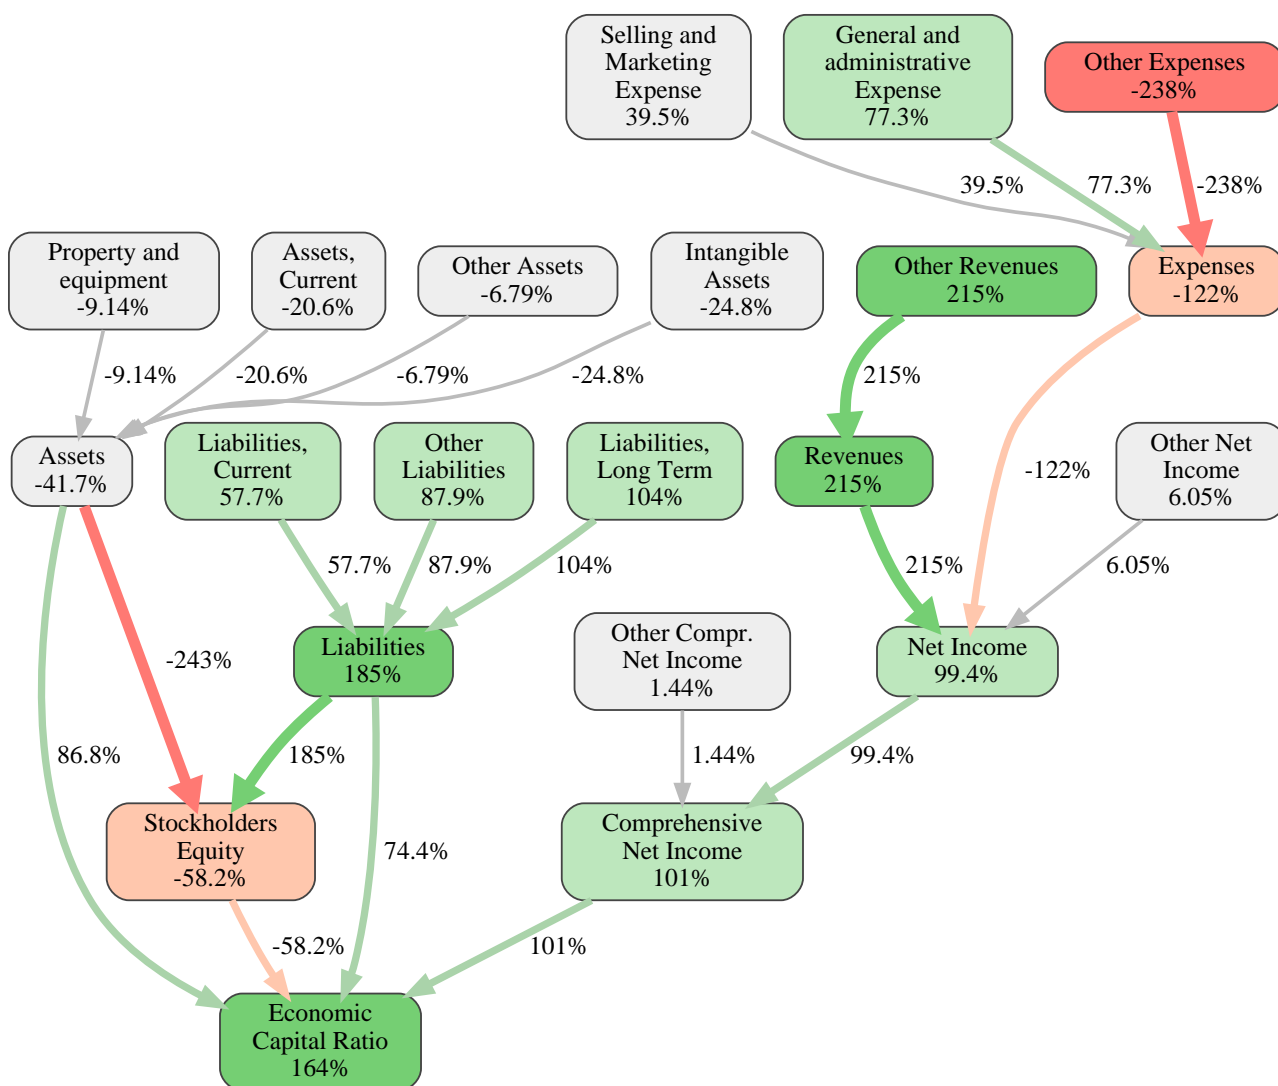 Selling and
Marketing
Expense
39.5%
General and
administrative
Expense
77.3%
Other Expenses
-238%
39.5%
77.3%
-238%
Property and
equipment
-9.14%
Assets,
Current
-20.6%
Other Assets
-6.79%
Intangible
Assets
-24.8%
Other Revenues
215%
Expenses
-122%
-9.14%
-20.6%
-6.79%
-24.8%
215%
Assets
-41.7%
Liabilities,
Current
57.7%
Other
Liabilities
87.9%
Liabilities,
Long Term
104%
Revenues
215%
-122%
Other Net
Income
6.05%
57.7%
87.9%
104%
215%
6.05%
-243%
Liabilities
185%
Other Compr.
Net Income
1.44%
Net Income
99.4%
86.8%
185%
1.44%
99.4%
Stockholders
Equity
-58.2%
74.4%
Comprehensive
Net Income
101%
-58.2%
101%
Economic
Capital Ratio
164%